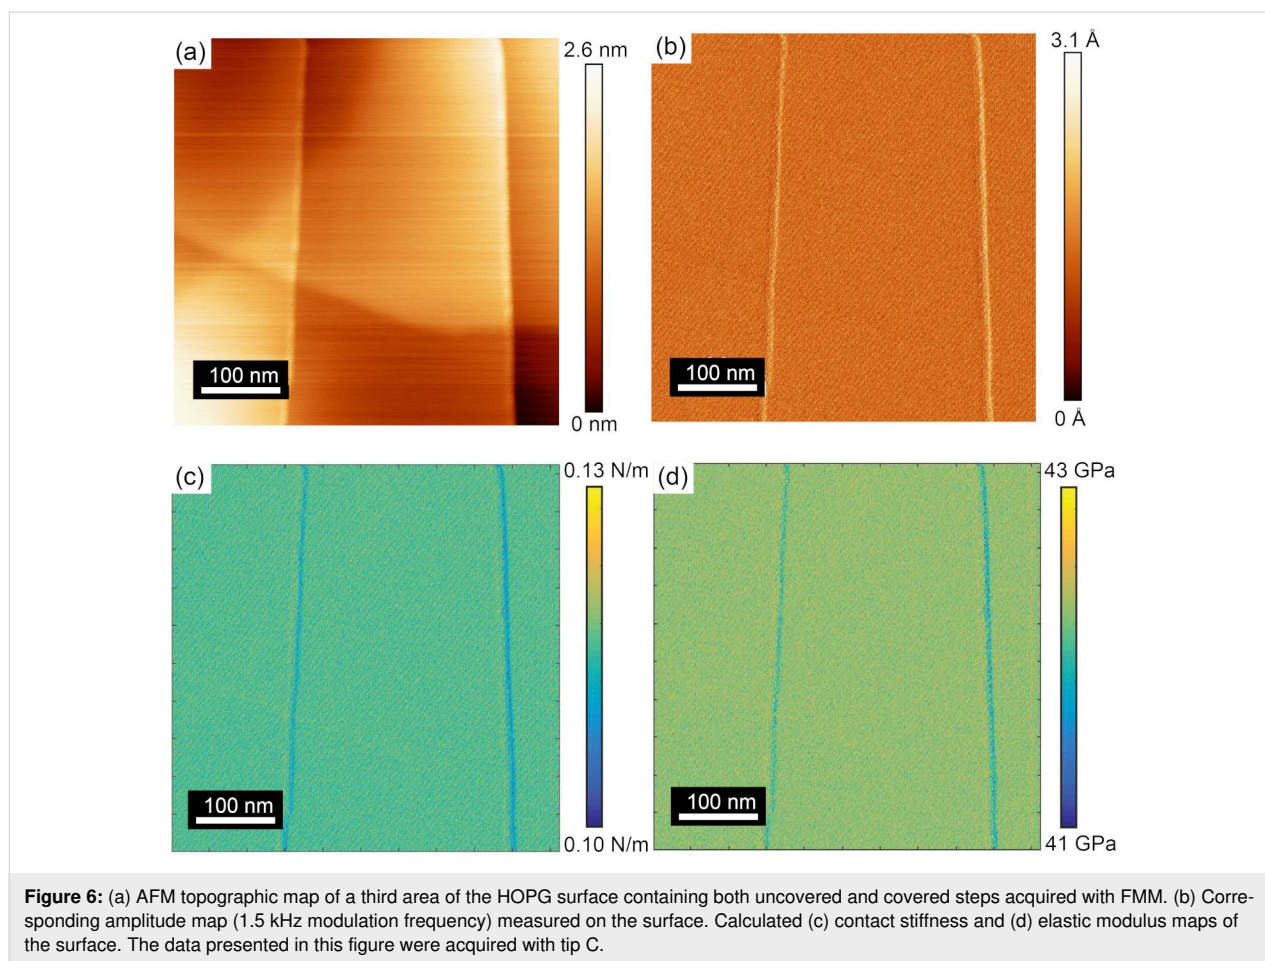 (a)
2.6 nm
100 nm
0 nm
(b)
3.1 Å
100 nm
0 Å
(c)
0.13 N/m
100 nm
0.10 N/m
(d)
43 GPa
100 nm
41 GPa
Figure 6: (a) AFM topographic map of a third area of the HOPG surface containing both uncovered and covered steps acquired with FMM. (b) Corre-
sponding amplitude map (1.5 kHz modulation frequency) measured on the surface. Calculated (c) contact stiffness and (d) elastic modulus maps of
the surface. The data presented in this figure were acquired with tip C.